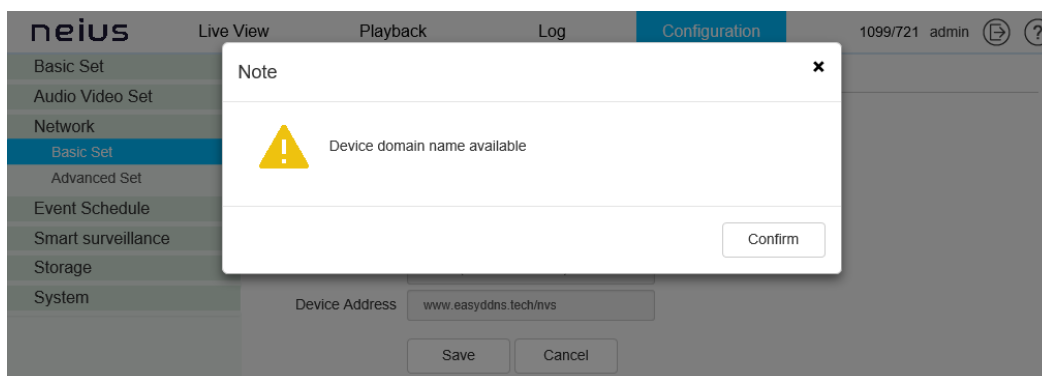 neius Live View Playback Log Configuration 1099/721 admin ?
Basic Set
Audio Video Set
Network
Basic Set
Advanced Set
Event Schedule
Smart surveillance
Storage
System
Note ×
Device domain name available
Confirm
Device Address www.easyddns.tech/nvs
Save Cancel